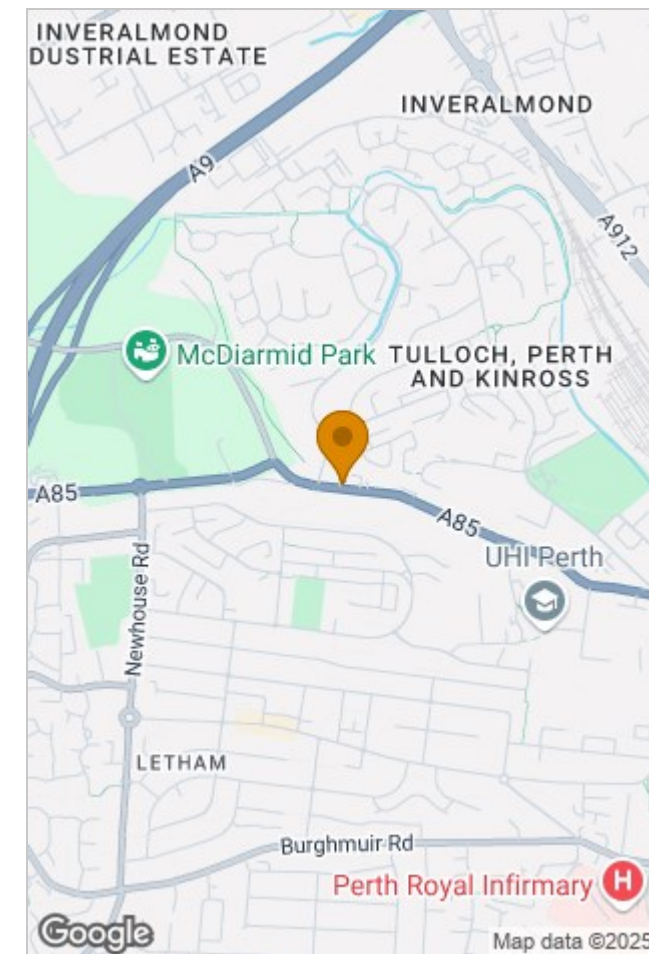 INVERALMOND
DUSTRIAL ESTATE
INVERALMOND
A9
A912
McDiarmid Park
TULLOCH, PERTH
AND KINROSS
A85
A85
UHI Perth
Newhouse Rd
LETHAM
Burghmuir Rd
Perth Royal Infirmary
H
Google
Map data ©2025